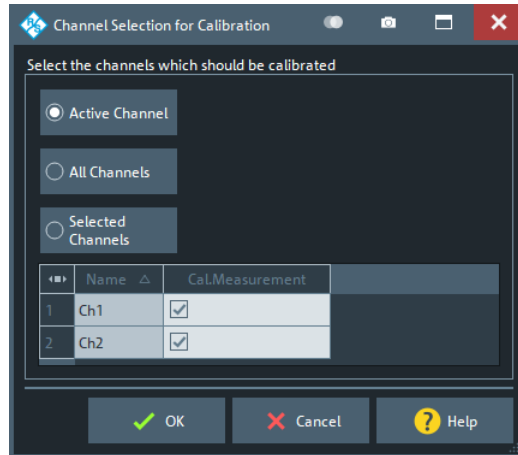 Channel Selection for Calibration
Select the channels which should be calibrated
Active Channel
All Channels
Selected
Channels
Name Cal.Measurement
1 Ch1
2 Ch2
OK Cancel ? Help